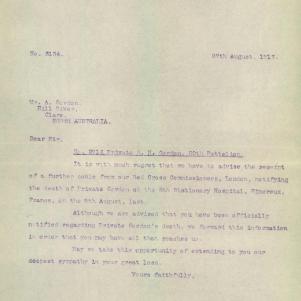 No. 3154.
27th August, 1917.
Mr. A. Gordon,
Hill River,
Clare,
SOUTH AUSTRALIA.
Dear Sir,
Private Gordon, 50th Battalion.
It is with much regret that we have to advise the receipt
of a further cable from our Red Cross Commissioners, London, notifying
the death of Private Gordon at the 8th Stationary Hospital, Wimereux,
France, on the 8th August, last.
Although we are advised that you have been officially
notified regarding Private Gordon's death, we forward this information
in order that you may have all that reaches us.
May we take this opportunity of extending to you our
deepest sympathy in your great loss.
Yours faithfully,